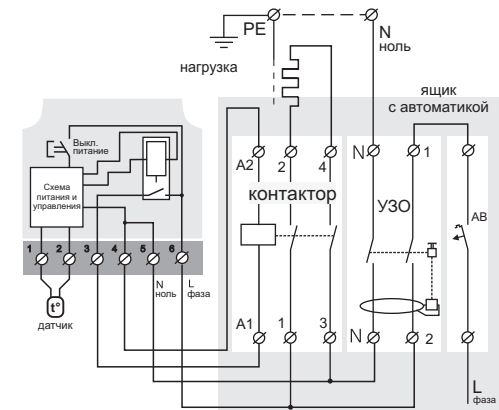 PE
N
ноль
нагрузка
ящик
с автоматикой
Выкл.
питание
Схема
питания и
управления
A2
2
4
N
1
контактор
УЗО
АВ
1
2
3
4
5
6
N
ноль
L
фаза
t°
датчик
A1
1
3
N
2
L
фаза